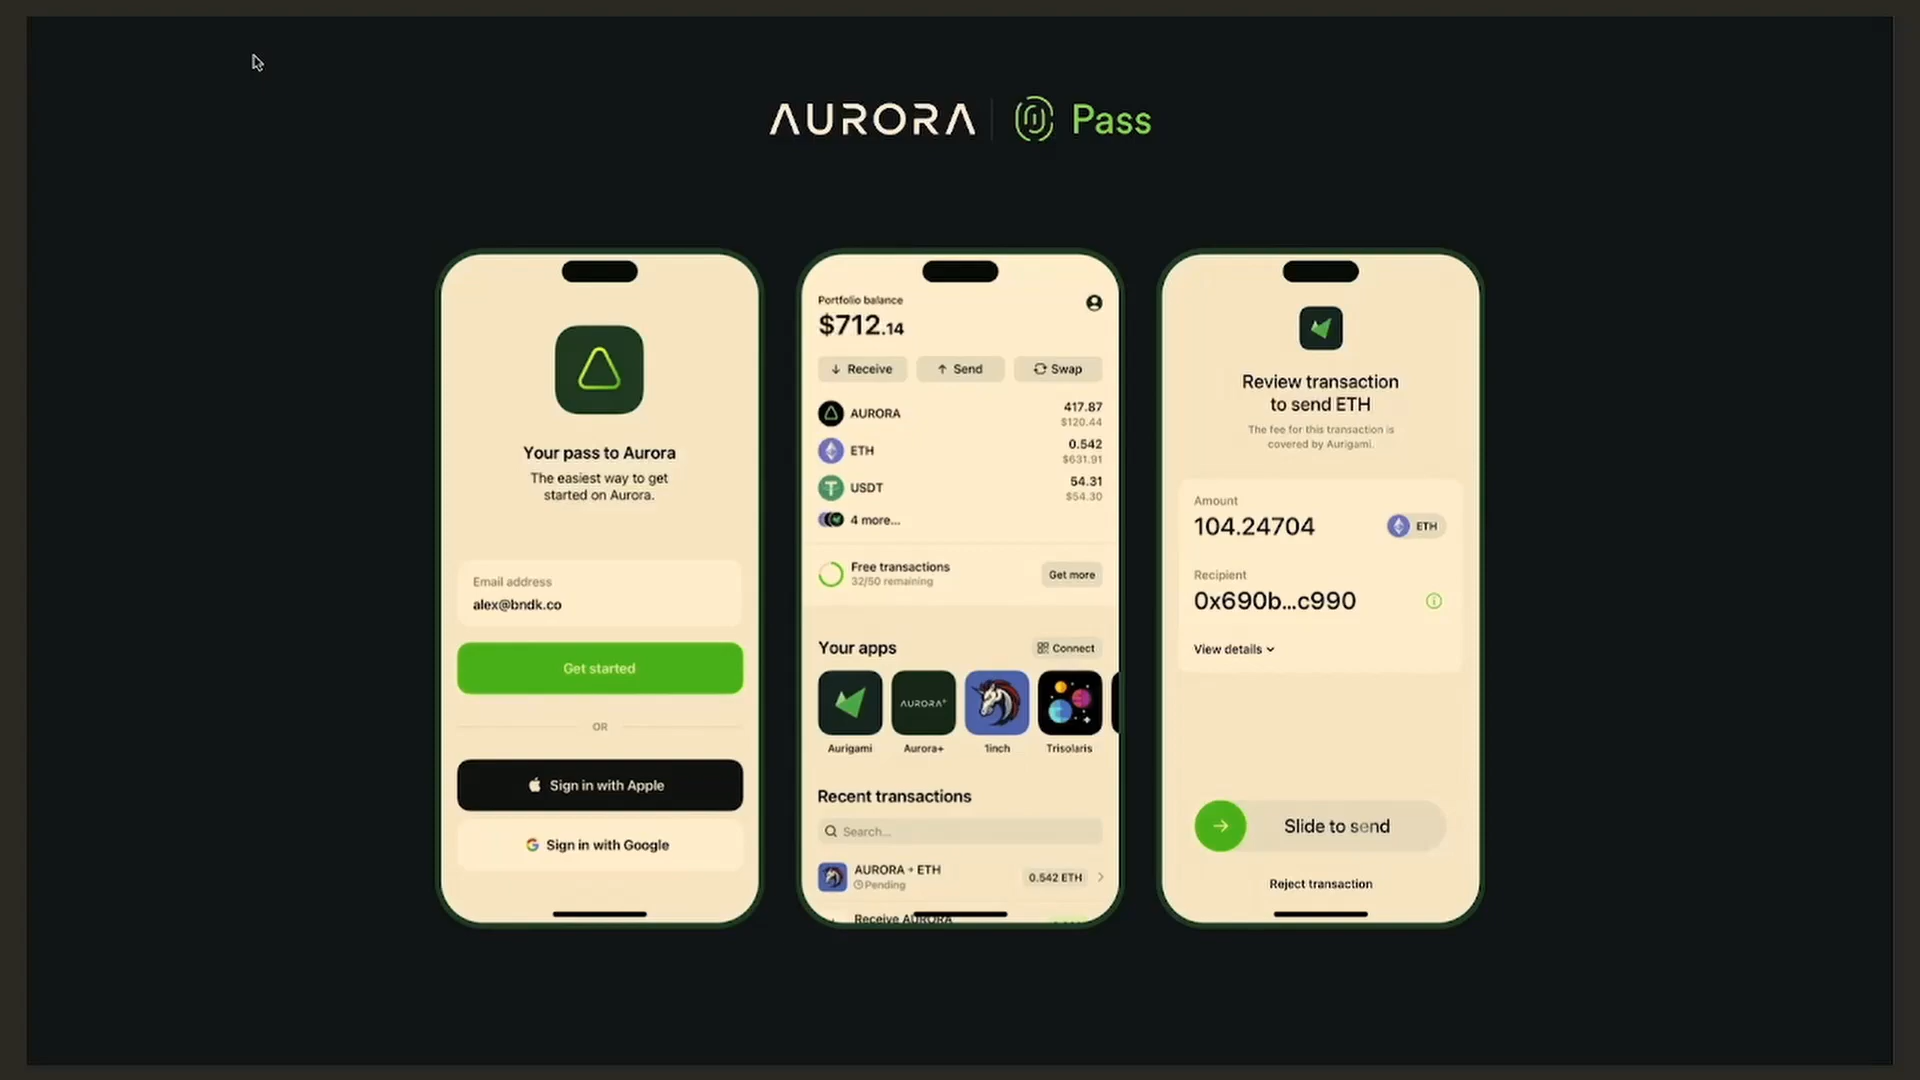 AURORA Pass
Your pass to Aurora
The easiest way to get
started on Aurora.
Email address
alex@bndk.co
Get started
OR
Sign in with Apple
Sign in with Google
Portfolio balance
$712.14
Receive
Send
Swap
AURORA
417.87
$120.44
ETH
0.542
$631.91
USDT
54.31
$54.30
4 more...
Free transactions
32/50 remaining
Get more
Your apps
Connect
AURORA+
Aurigami
Aurora+
1inch
Trisolaris
Recent transactions
Search...
AURORA + ETH
Pending
0.542 ETH
Receive AURORA
Review transaction
to send ETH
The fee for this transaction is
covered by Aurigami.
Amount
104.24704
ETH
Recipient
0x690b...c990
View details
Slide to send
Reject transaction